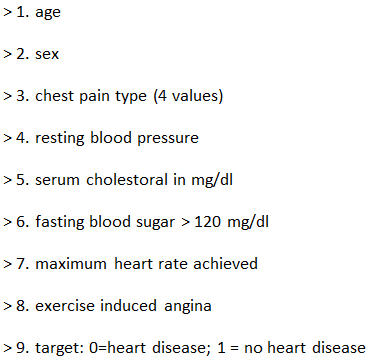 > 1. age
> 2. sex
> 3. chest pain type (4 values)
> 4. resting blood pressure
> 5. serum cholestoral in mg/dl
> 6. fasting blood sugar > 120 mg/dl
> 7. maximum heart rate achieved
> 8. exercise induced angina
> 9. target: 0=heart disease; 1 = no heart disease